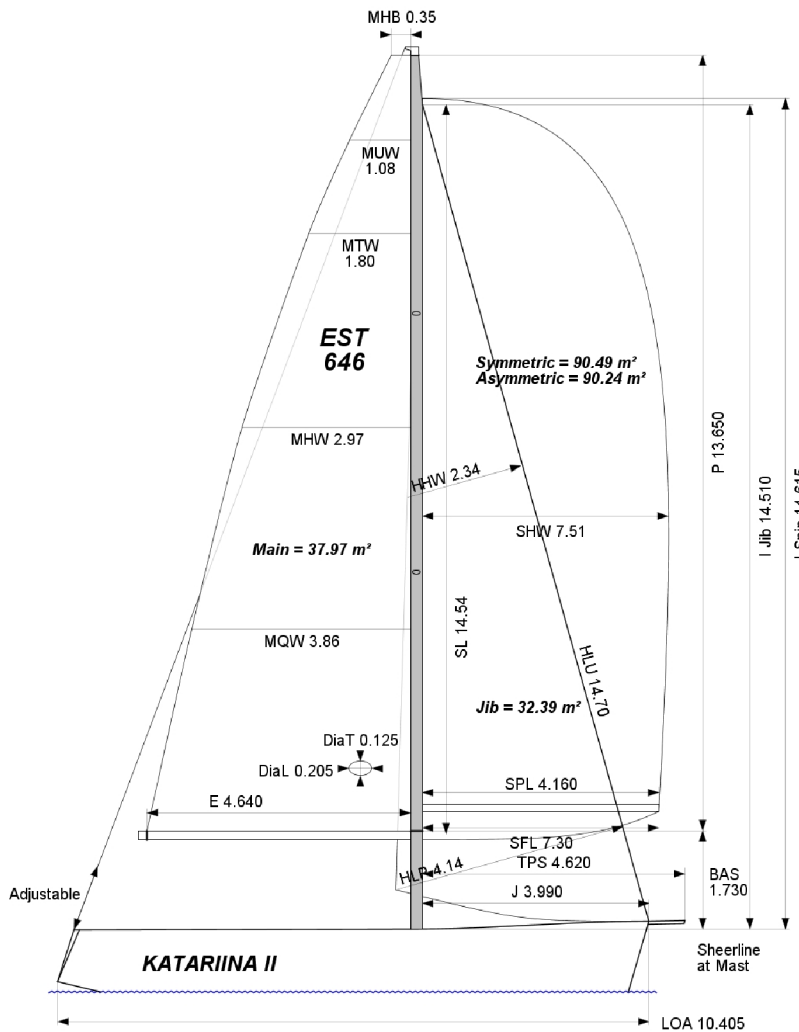 MHB 0.35
MUW
1.08
MTW
1.80
EST
646
Symmetric = 90.49 m²
Asymmetric = 90.24 m²
P 13.650
MHW 2.97
HHW 2.34
I Jib 14.510
SHW 7.51
Main = 37.97 m²
SL 14.54
MQW 3.86
HLU 14.70
Jib = 32.39 m²
DiaT 0.125
DiaL 0.205
SPL 4.160
E 4.640
SFL 7.30
TPS 4.620
HLP 4.14
BAS
1.730
J 3.990
Adjustable
Sheerline
at Mast
KATARIINA II
LOA 10.405